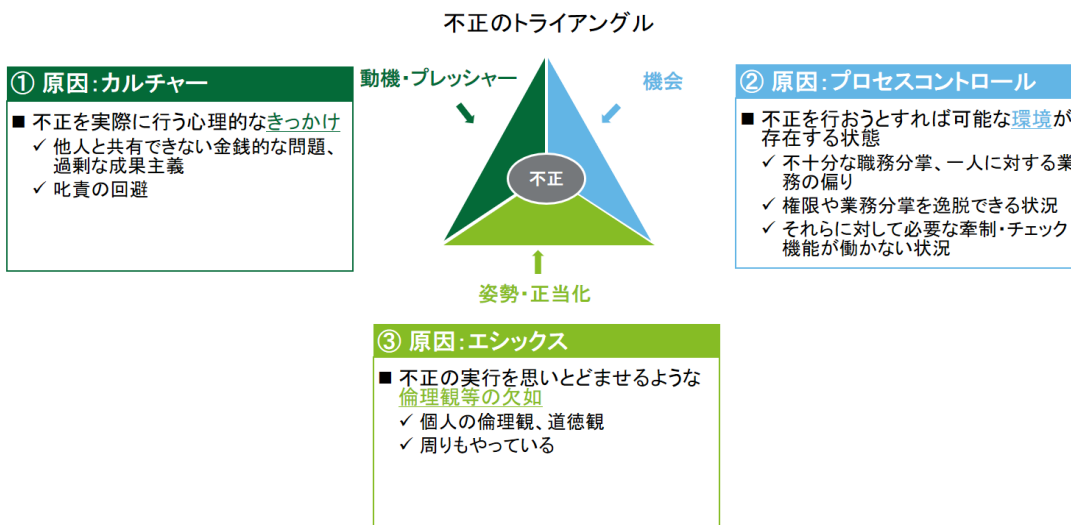 不正のトライアングル
動機・プレッシャー
機会
不正
姿勢・正当化
① 原因:カルチャー
■ 不正を実際に行う心理的なきっかけ
✓ 他人と共有できない金銭的な問題、
過剰な成果主義
✓ 叱責の回避
② 原因:プロセスコントロール
■ 不正を行おうとすれば可能な環境が
存在する状態
✓ 不十分な職務分掌、一人に対する業
務の偏り
✓ 権限や業務分掌を逸脱できる状況
✓ それらに対して必要な牽制・チェック
機能が働かない状況
③ 原因:エシックス
■ 不正の実行を思いとどませるような
倫理観等の欠如
✓ 個人の倫理観、道徳観
✓ 周りもやっている